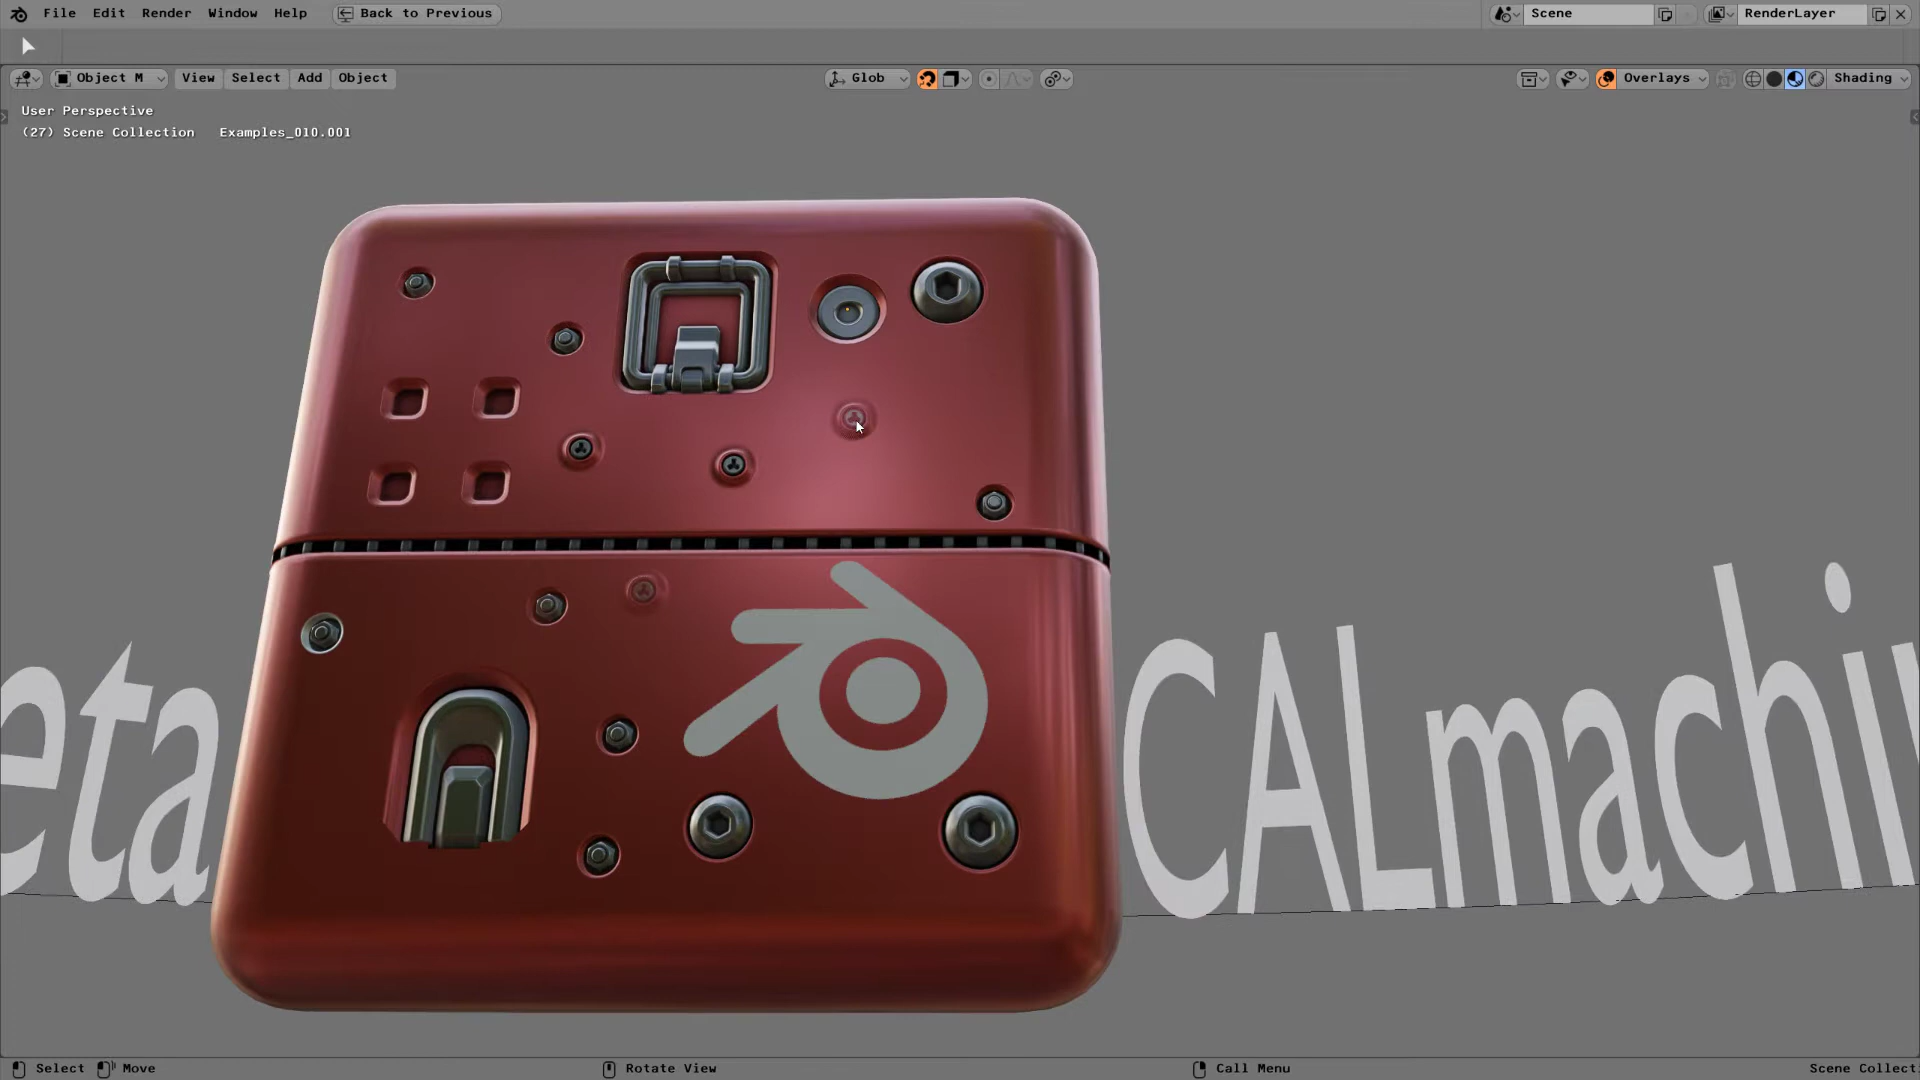 File Edit Render Window Help Back to Previous Scene RenderLayer
Object M View Select Add Object Glob Overlays Shading
User Perspective
(27) Scene Collection Examples_010.001
eta CALmachin
Select Move Rotate View Call Menu Scene Collect